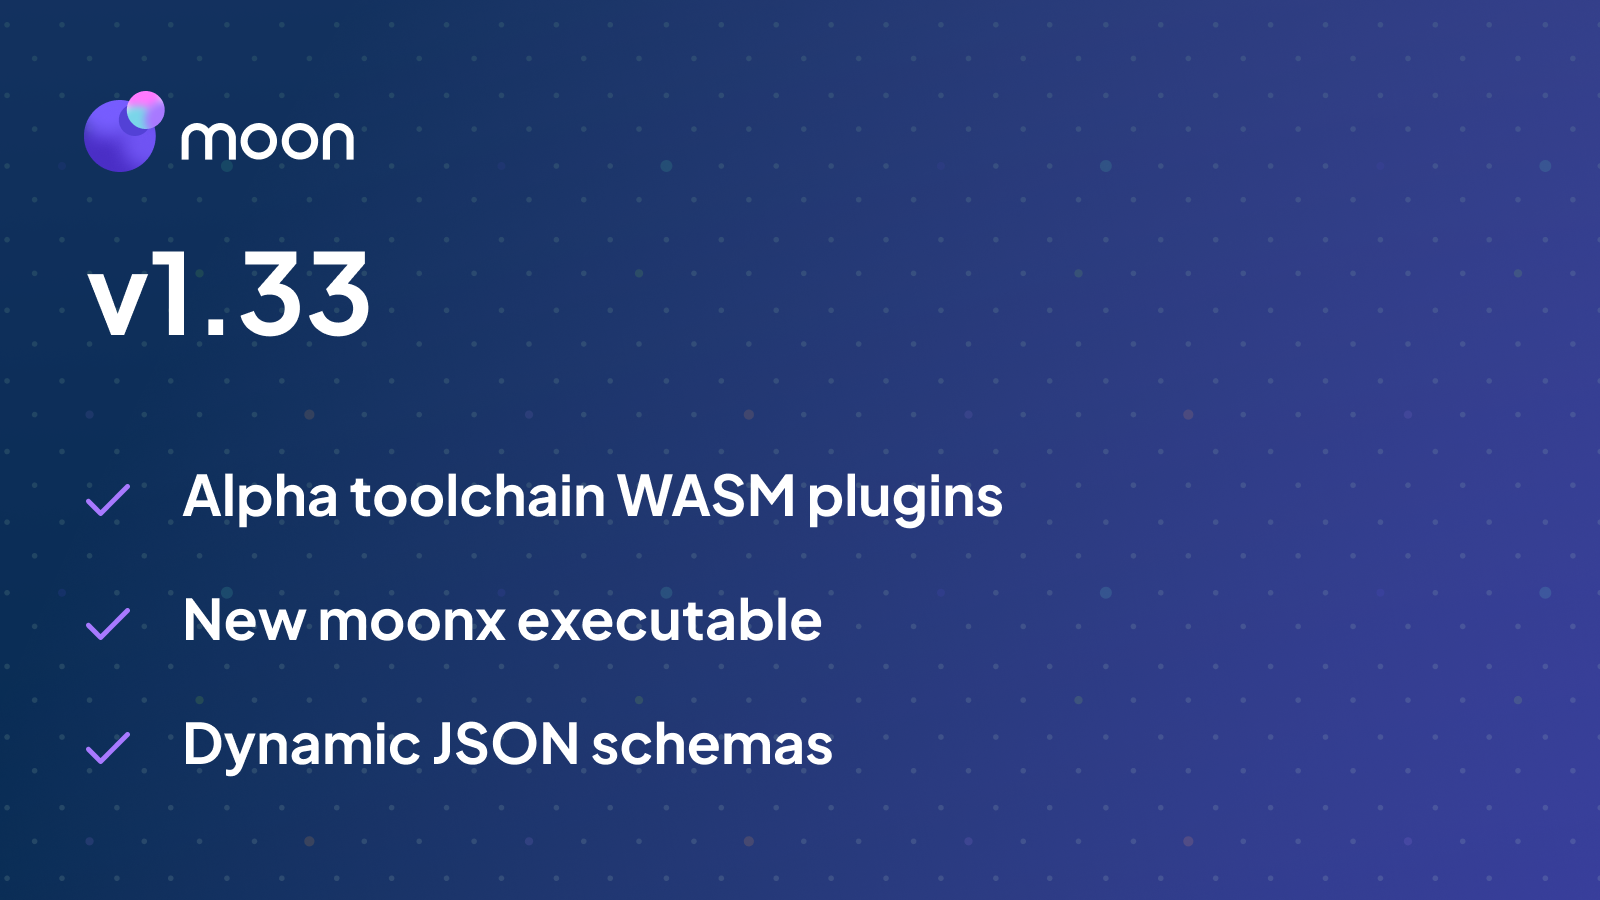 moon
v1.33
Alpha toolchain WASM plugins
New moonx executable
Dynamic JSON schemas